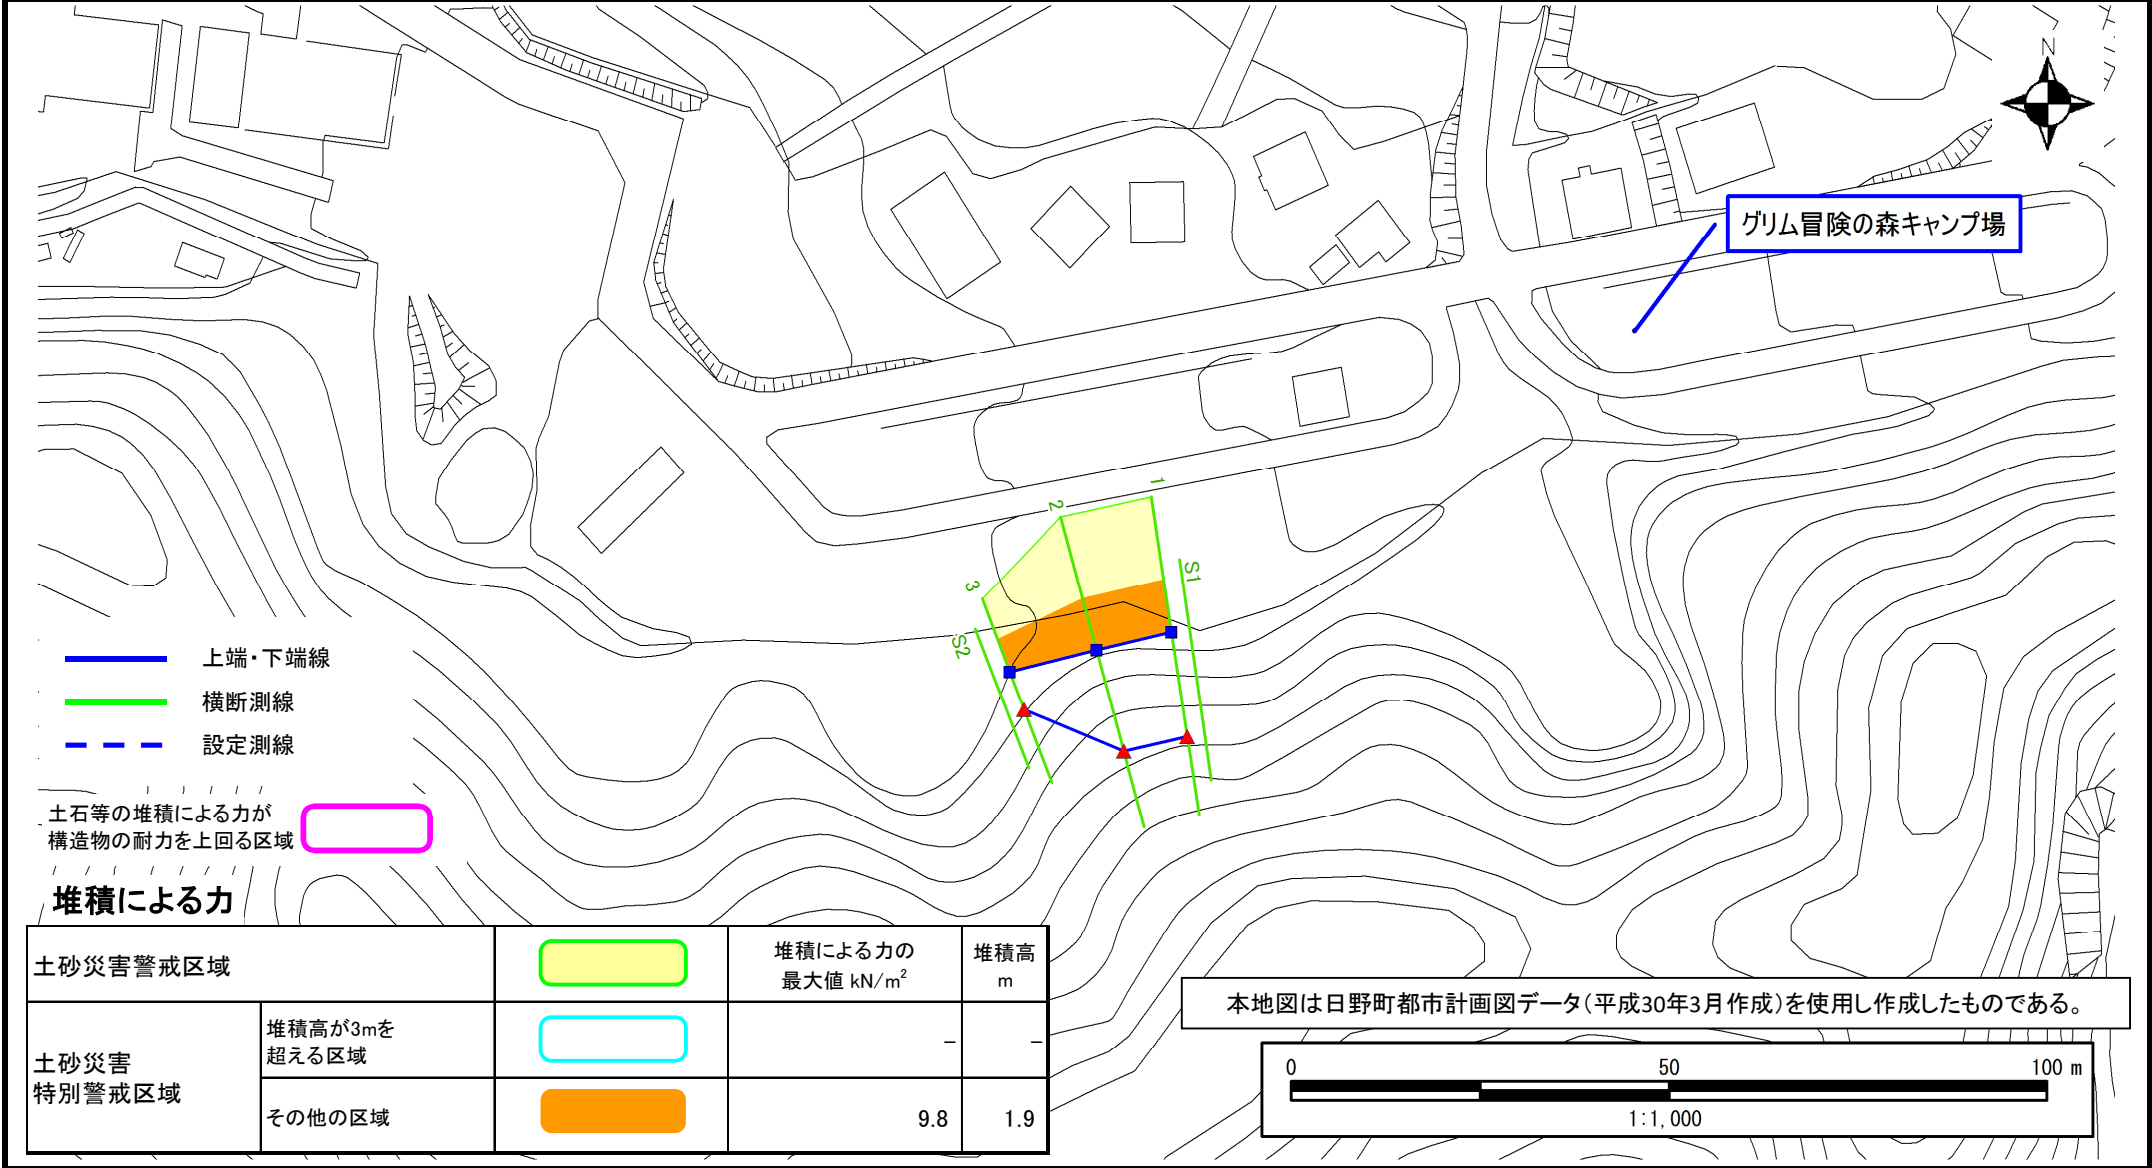 N
グリム冒険の森キャンプ場
1
2
3
S1
S2
上端・下端線
横断測線
設定測線
土石等の堆積による力が
構造物の耐力を上回る区域
堆積による力
土砂災害警戒区域
堆積による力の
最大値 kN/m²
堆積高
m
土砂災害
特別警戒区域
堆積高が3mを
超える区域
－
－
その他の区域
9.8
1.9
本地図は日野町都市計画図データ（平成30年3月作成）を使用し作成したものである。
0 50 100 m
1:1,000